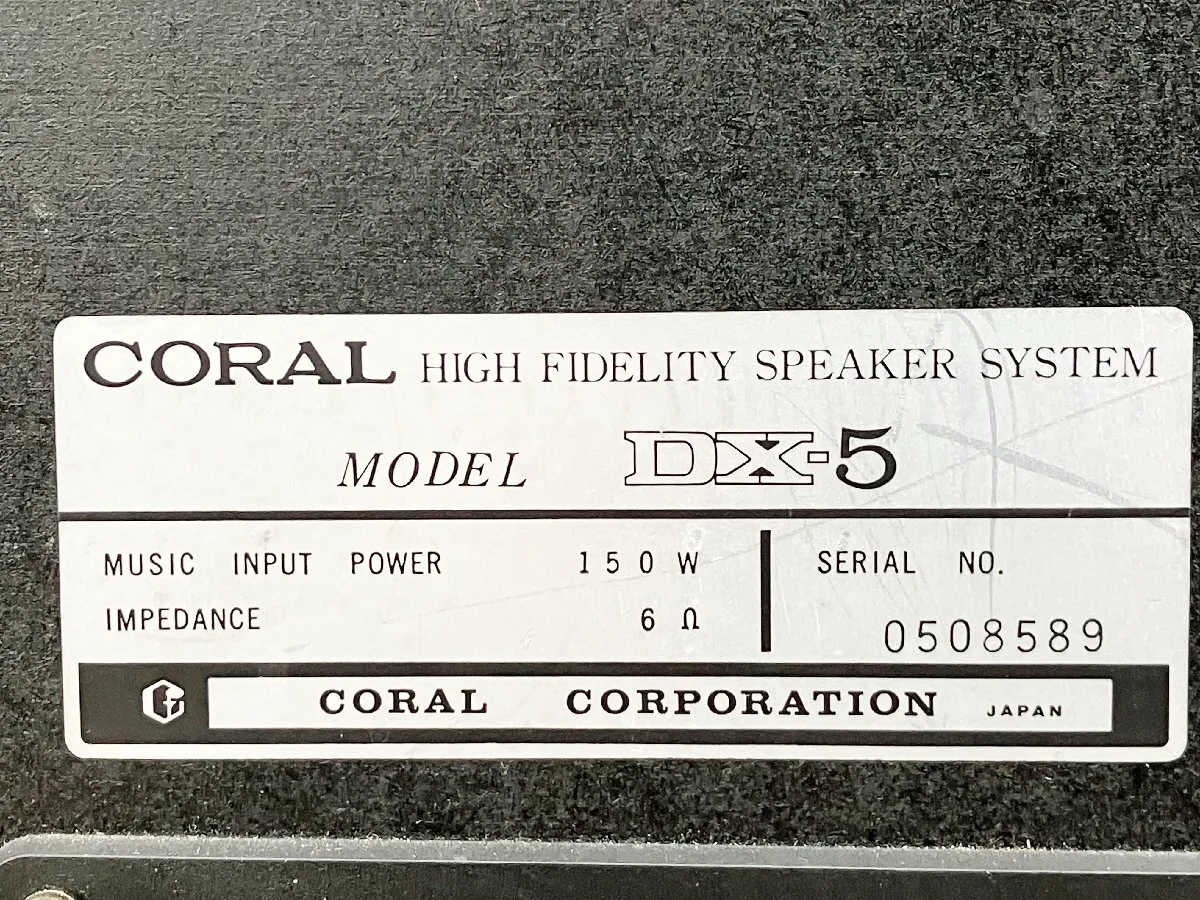 CORAL HIGH FIDELITY SPEAKER SYSTEM
MODEL DX-5
MUSIC INPUT POWER 150W
IMPEDANCE 6 Ω
SERIAL NO.
0508589
CORAL CORPORATION JAPAN